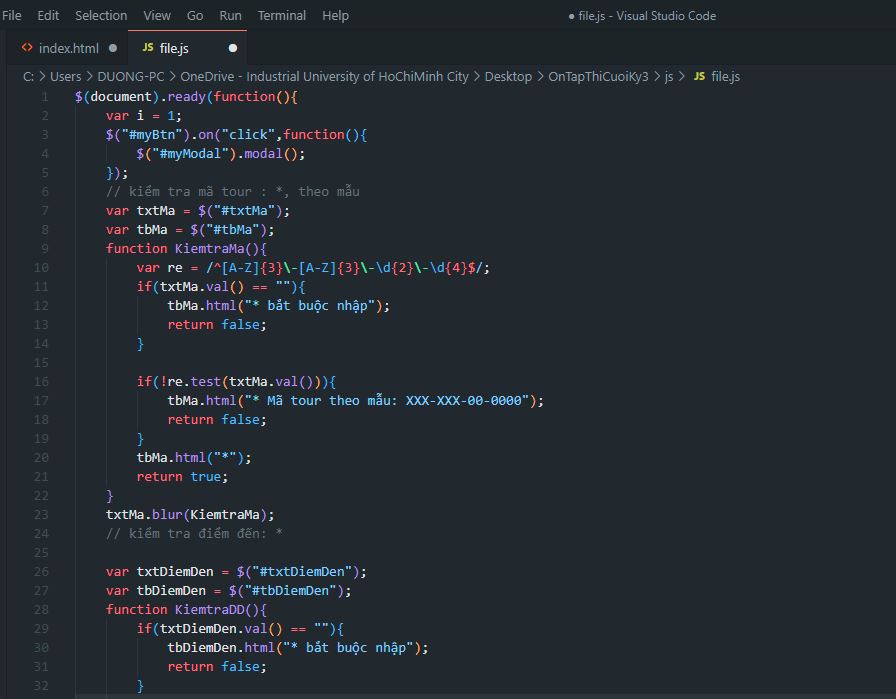 File Edit Selection View Go Run Terminal Help ● file.js - Visual Studio Code
<> index.html ● JS file.js ●
C: > Users > DUONG-PC > OneDrive - Industrial University of HoChiMinh City > Desktop > OnTapThiCuoiKy3 > js > JS file.js
1 $(document).ready(function(){
2 var i = 1;
3 $("#myBtn").on("click",function(){
4 $("#myModal").modal();
5 });
6 // kiểm tra mã tour : *, theo mẫu
7 var txtMa = $("#txtMa");
8 var tbMa = $("#tbMa");
9 function KiemtraMa(){
10 var re = /^[A-Z]{3}\-[A-Z]{3}\-\d{2}\-\d{4}$/;
11 if(txtMa.val() == ""){
12 tbMa.html("* bắt buộc nhập");
13 return false;
14 }
15
16 if(!re.test(txtMa.val())){
17 tbMa.html("* Mã tour theo mẫu: XXX-XXX-00-0000");
18 return false;
19 }
20 tbMa.html("*");
21 return true;
22 }
23 txtMa.blur(KiemtraMa);
24 // kiểm tra điểm đến: *
25
26 var txtDiemDen = $("#txtDiemDen");
27 var tbDiemDen = $("#tbDiemDen");
28 function KiemtraDD(){
29 if(txtDiemDen.val() == ""){
30 tbDiemDen.html("* bắt buộc nhập");
31 return false;
32 }